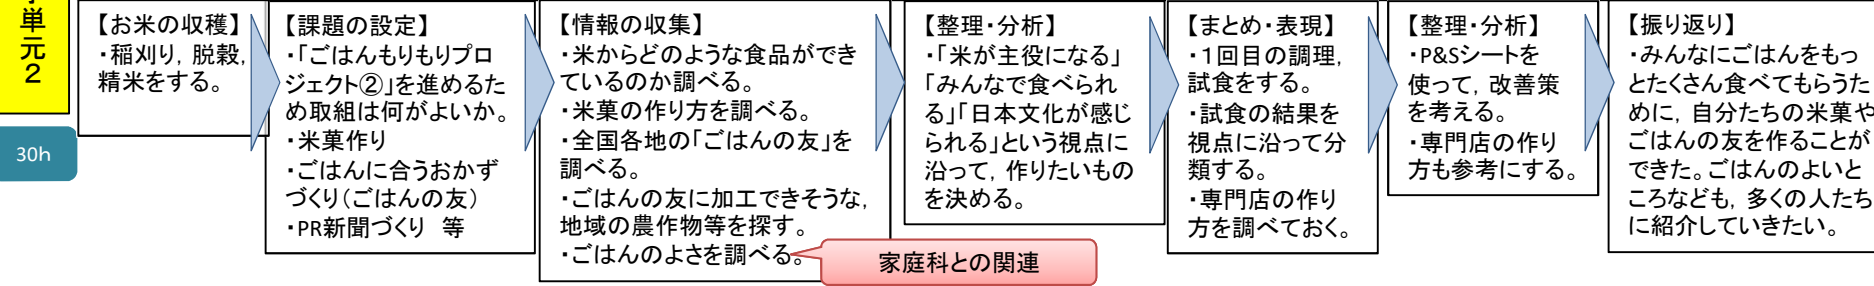 単
元
2
30h
【お米の収穫】
・稲刈り，脱穀，
精米をする。
【課題の設定】
・「ごはんもりもりプロ
ジェクト②」を進めるた
め取組は何がよいか。
・米菓作り
・ごはんに合うおかず
づくり（ごはんの友）
・PR新聞づくり　等
【情報の収集】
・米からどのような食品ができ
ているのか調べる。
・米菓の作り方を調べる。
・全国各地の「ごはんの友」を
調べる。
・ごはんの友に加工できそうな，
地域の農作物等を探す。
・ごはんのよさを調べる。
家庭科との関連
【整理・分析】
・「米が主役になる」
「みんなで食べられ
る」「日本文化が感じ
られる」という視点に
沿って，作りたいもの
を決める。
【まとめ・表現】
・１回目の調理，
試食をする。
・試食の結果を
視点に沿って分
類する。
・専門店の作り
方を調べておく。
【整理・分析】
・P&Sシートを
使って，改善策
を考える。
・専門店の作り
方も参考にする。
【振り返り】
・みんなにごはんをもっ
とたくさん食べてもらうた
めに，自分たちの米菓や
ごはんの友を作ることが
できた。ごはんのよいと
ころなども，多くの人たち
に紹介していきたい。